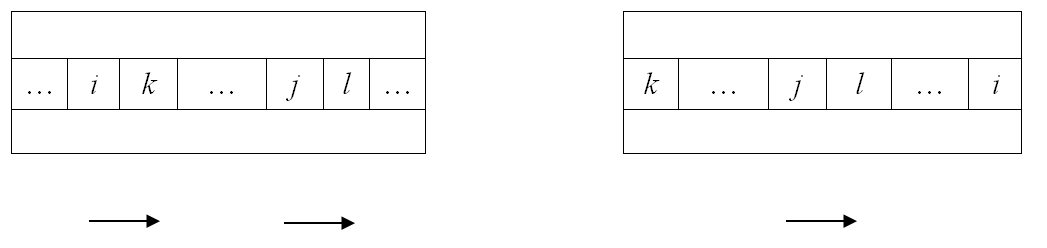 … i k … j l …
k … j l … i